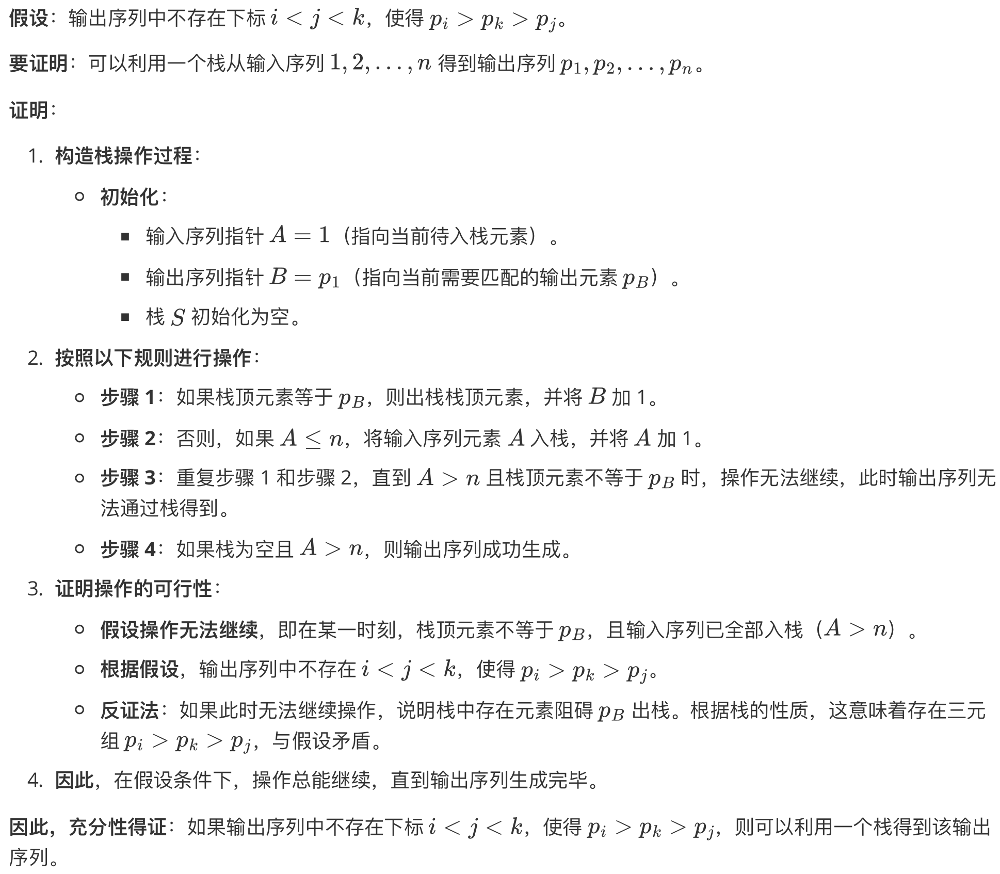 假设：输出序列中不存在下标 i < j < k，使得 p_i > p_k > p_j。
要证明：可以利用一个栈从输入序列 1, 2, . . . , n 得到输出序列 p_1, p_2, . . . , p_n。
证明：
1. 构造栈操作过程：
○ 初始化：
■ 输入序列指针 A = 1（指向当前待入栈元素）。
■ 输出序列指针 B = p_1（指向当前需要匹配的输出元素 p_B）。
■ 栈 S 初始化为空。
2. 按照以下规则进行操作：
○ 步骤 1：如果栈顶元素等于 p_B，则出栈栈顶元素，并将 B 加 1。
○ 步骤 2：否则，如果 A ≤ n，将输入序列元素 A 入栈，并将 A 加 1。
○ 步骤 3：重复步骤 1 和步骤 2，直到 A > n 且栈顶元素不等于 p_B 时，操作无法继续，此时输出序列无
法通过栈得到。
○ 步骤 4：如果栈为空且 A > n，则输出序列成功生成。
3. 证明操作的可行性：
○ 假设操作无法继续，即在某一时刻，栈顶元素不等于 p_B，且输入序列已全部入栈（A > n）。
○ 根据假设，输出序列中不存在 i < j < k，使得 p_i > p_k > p_j。
○ 反证法：如果此时无法继续操作，说明栈中存在元素阻碍 p_B 出栈。根据栈的性质，这意味着存在三元
组 p_i > p_k > p_j，与假设矛盾。
4. 因此，在假设条件下，操作总能继续，直到输出序列生成完毕。
因此，充分性得证：如果输出序列中不存在下标 i < j < k，使得 p_i > p_k > p_j，则可以利用一个栈得到该输出
序列。